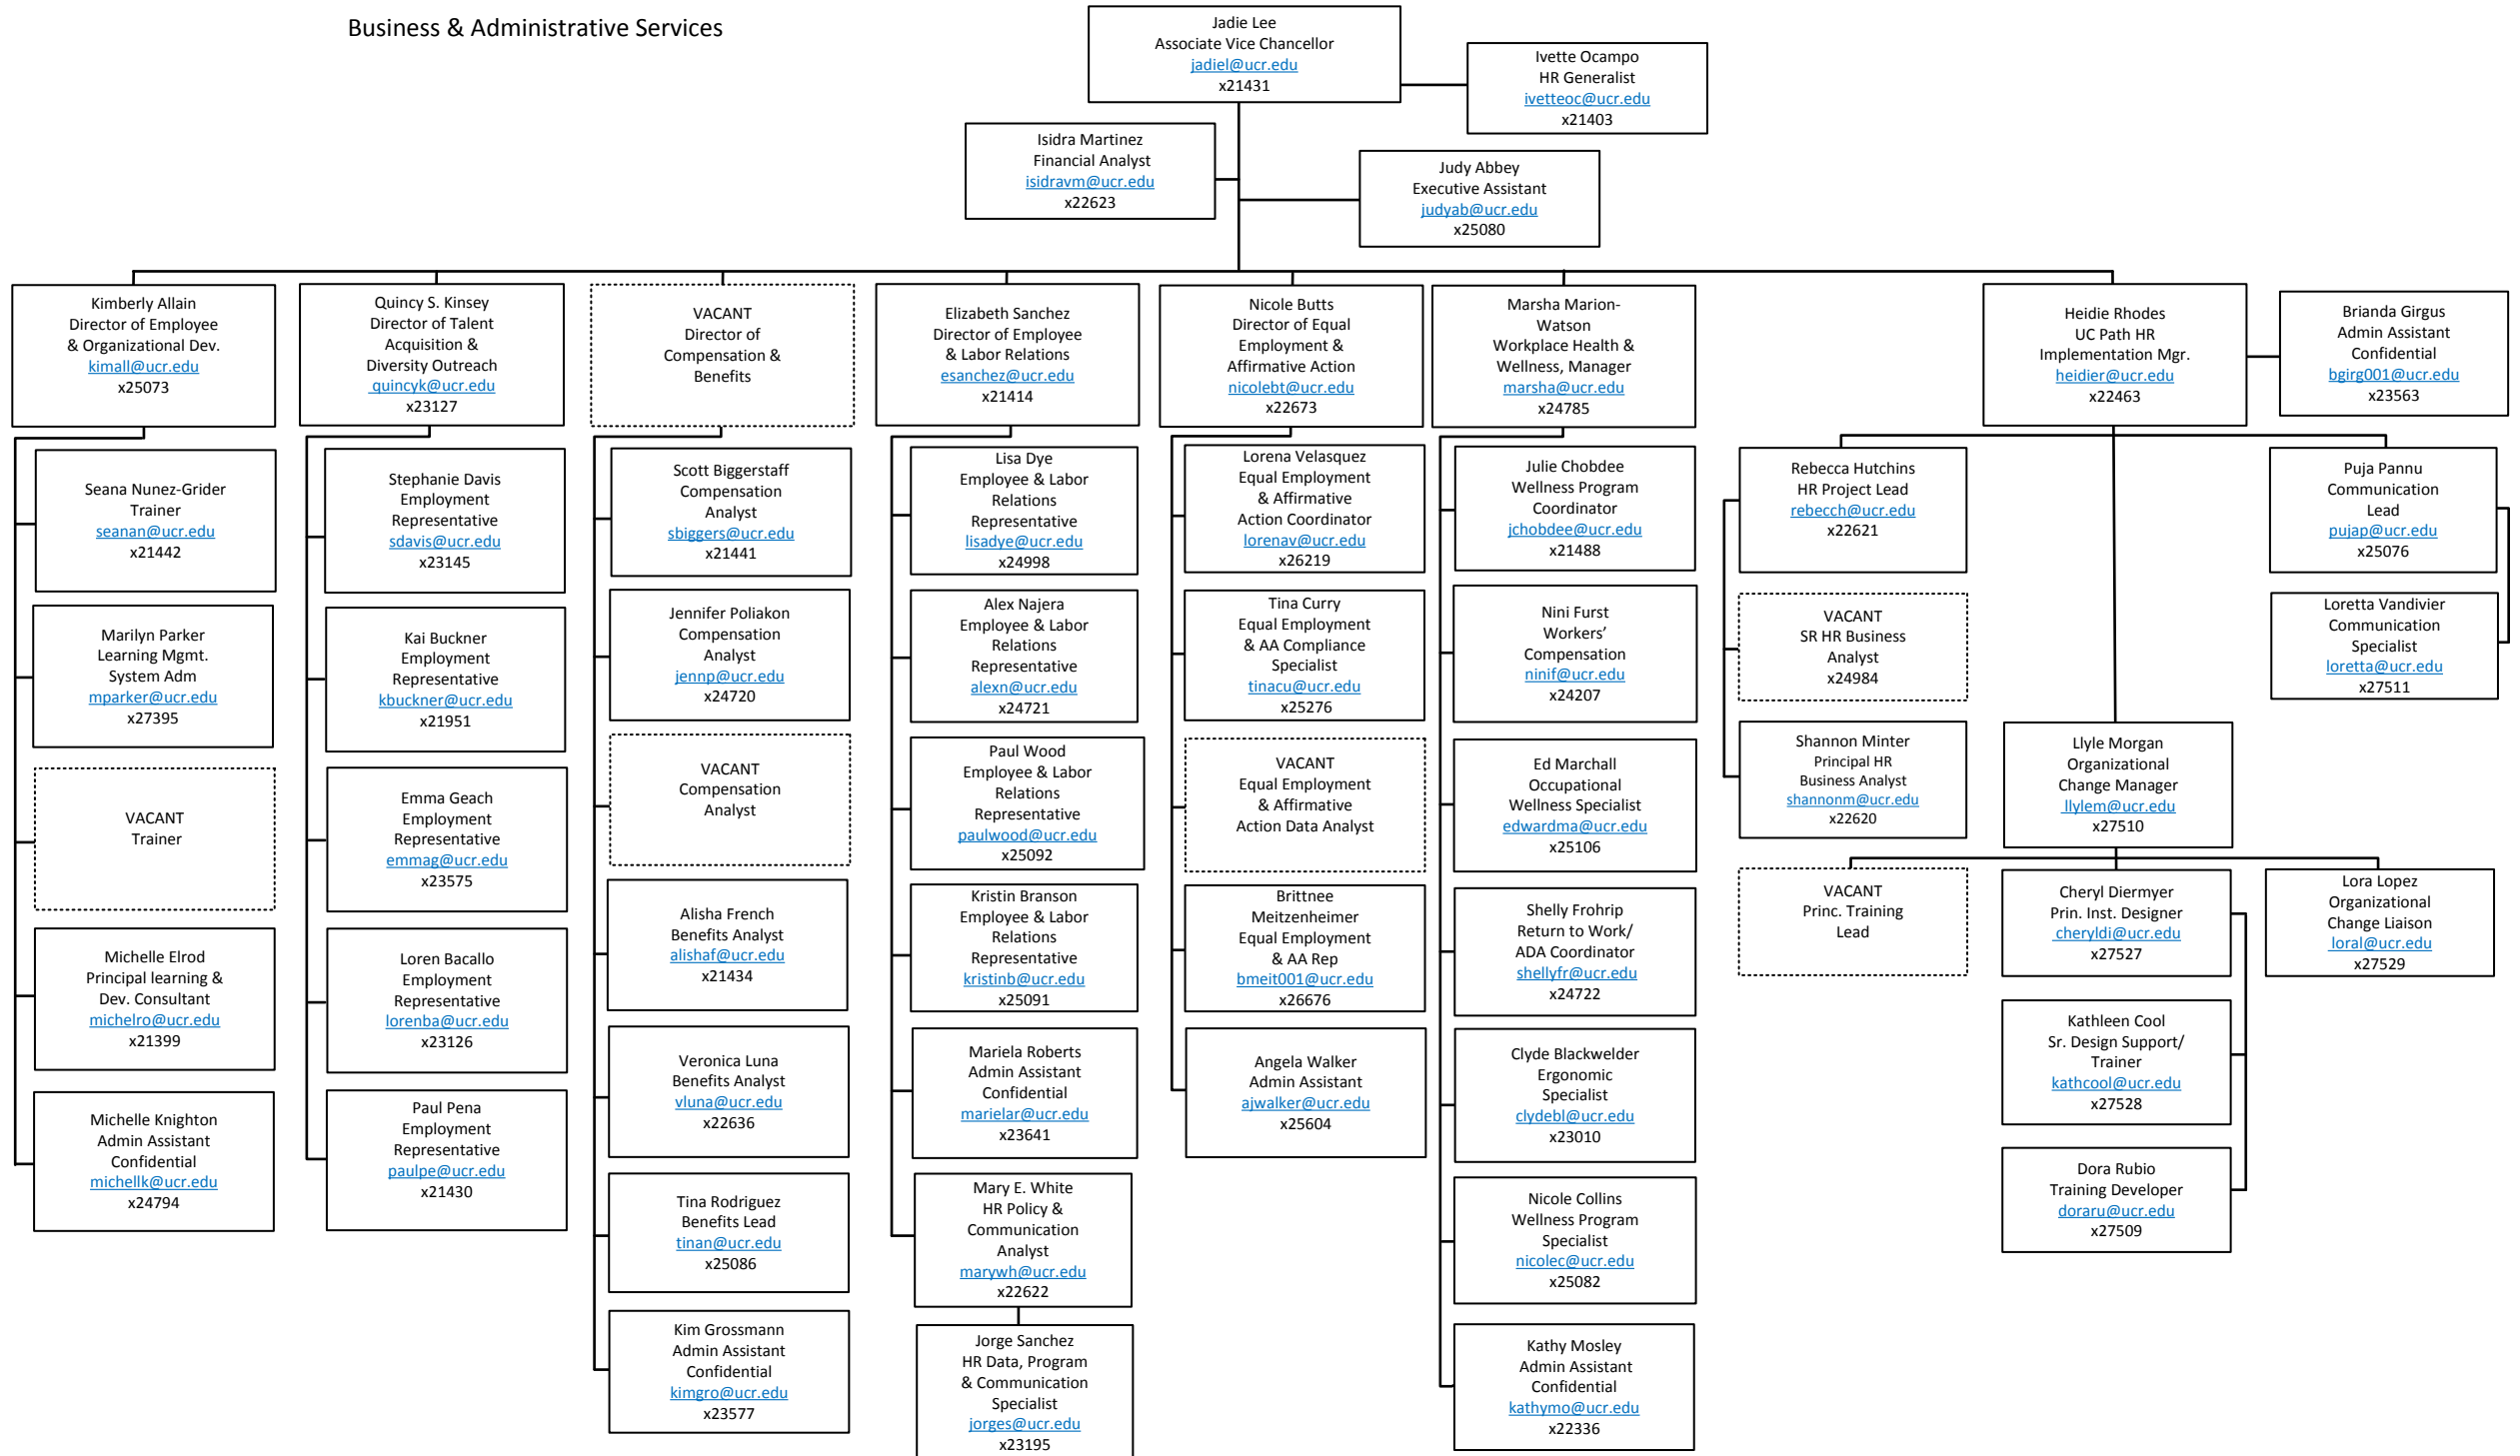 Business & Administrative Services
Jadie Lee
Associate Vice Chancellor
jadiel@ucr.edu
x21431
Ivette Ocampo
HR Generalist
ivetteoc@ucr.edu
x21403
Isidra Martinez
Financial Analyst
isidravm@ucr.edu
x22623
Judy Abbey
Executive Assistant
judyab@ucr.edu
x25080
Kimberly Allain
Director of Employee
& Organizational Dev.
kimall@ucr.edu
x25073
Seana Nunez-Grider
Trainer
seanan@ucr.edu
x21442
Marilyn Parker
Learning Mgmt.
System Adm
mparker@ucr.edu
x27395
VACANT
Trainer
Michelle Elrod
Principal learning &
Dev. Consultant
michelro@ucr.edu
x21399
Michelle Knighton
Admin Assistant
Confidential
michellk@ucr.edu
x24794
Quincy S. Kinsey
Director of Talent
Acquisition &
Diversity Outreach
quincyk@ucr.edu
x23127
Stephanie Davis
Employment
Representative
sdavis@ucr.edu
x23145
Kai Buckner
Employment
Representative
kbuckner@ucr.edu
x21951
Emma Geach
Employment
Representative
emmag@ucr.edu
x23575
Loren Bacallo
Employment
Representative
lorenba@ucr.edu
x23126
Paul Pena
Employment
Representative
paulpe@ucr.edu
x21430
VACANT
Director of
Compensation &
Benefits
Scott Biggerstaff
Compensation
Analyst
sbiggers@ucr.edu
x21441
Jennifer Poliakon
Compensation
Analyst
jennp@ucr.edu
x24720
VACANT
Compensation
Analyst
Alisha French
Benefits Analyst
alishaf@ucr.edu
x21434
Veronica Luna
Benefits Analyst
vluna@ucr.edu
x22636
Tina Rodriguez
Benefits Lead
tinan@ucr.edu
x25086
Kim Grossmann
Admin Assistant
Confidential
kimgro@ucr.edu
x23577
Elizabeth Sanchez
Director of Employee
& Labor Relations
esanchez@ucr.edu
x21414
Lisa Dye
Employee & Labor
Relations
Representative
lisadye@ucr.edu
x24998
Alex Najera
Employee & Labor
Relations
Representative
alexn@ucr.edu
x24721
Paul Wood
Employee & Labor
Relations
Representative
paulwood@ucr.edu
x25092
Kristin Branson
Employee & Labor
Relations
Representative
kristinb@ucr.edu
x25091
Mariela Roberts
Admin Assistant
Confidential
marielar@ucr.edu
x23641
Mary E. White
HR Policy &
Communication
Analyst
marywh@ucr.edu
x22622
Jorge Sanchez
HR Data, Program
& Communication
Specialist
jorges@ucr.edu
x23195
Nicole Butts
Director of Equal
Employment &
Affirmative Action
nicolebt@ucr.edu
x22673
Lorena Velasquez
Equal Employment
& Affirmative
Action Coordinator
lorenav@ucr.edu
x26219
Tina Curry
Equal Employment
& AA Compliance
Specialist
tinacu@ucr.edu
x25276
VACANT
Equal Employment
& Affirmative
Action Data Analyst
Brittnee
Meitzenheimer
Equal Employment
& AA Rep
bmeit001@ucr.edu
x26676
Angela Walker
Admin Assistant
ajwalker@ucr.edu
x25604
Marsha Marion-
Watson
Workplace Health &
Wellness, Manager
marsha@ucr.edu
x24785
Julie Chobdee
Wellness Program
Coordinator
jchobdee@ucr.edu
x21488
Nini Furst
Workers’
Compensation
ninif@ucr.edu
x24207
Ed Marchall
Occupational
Wellness Specialist
edwardma@ucr.edu
x25106
Shelly Frohrip
Return to Work/
ADA Coordinator
shellyfr@ucr.edu
x24722
Clyde Blackwelder
Ergonomic
Specialist
clydebl@ucr.edu
x23010
Nicole Collins
Wellness Program
Specialist
nicolec@ucr.edu
x25082
Kathy Mosley
Admin Assistant
Confidential
kathymo@ucr.edu
x22336
Heidie Rhodes
UC Path HR
Implementation Mgr.
heidier@ucr.edu
x22463
Brianda Girgus
Admin Assistant
Confidential
bgirg001@ucr.edu
x23563
Rebecca Hutchins
HR Project Lead
rebecch@ucr.edu
x22621
VACANT
SR HR Business
Analyst
x24984
Shannon Minter
Principal HR
Business Analyst
shannonm@ucr.edu
x22620
Puja Pannu
Communication
Lead
pujap@ucr.edu
x25076
Loretta Vandivier
Communication
Specialist
loretta@ucr.edu
x27511
Llyle Morgan
Organizational
Change Manager
llylem@ucr.edu
x27510
VACANT
Princ. Training
Lead
Cheryl Diermyer
Prin. Inst. Designer
cheryldi@ucr.edu
x27527
Lora Lopez
Organizational
Change Liaison
loral@ucr.edu
x27529
Kathleen Cool
Sr. Design Support/
Trainer
kathcool@ucr.edu
x27528
Dora Rubio
Training Developer
doraru@ucr.edu
x27509